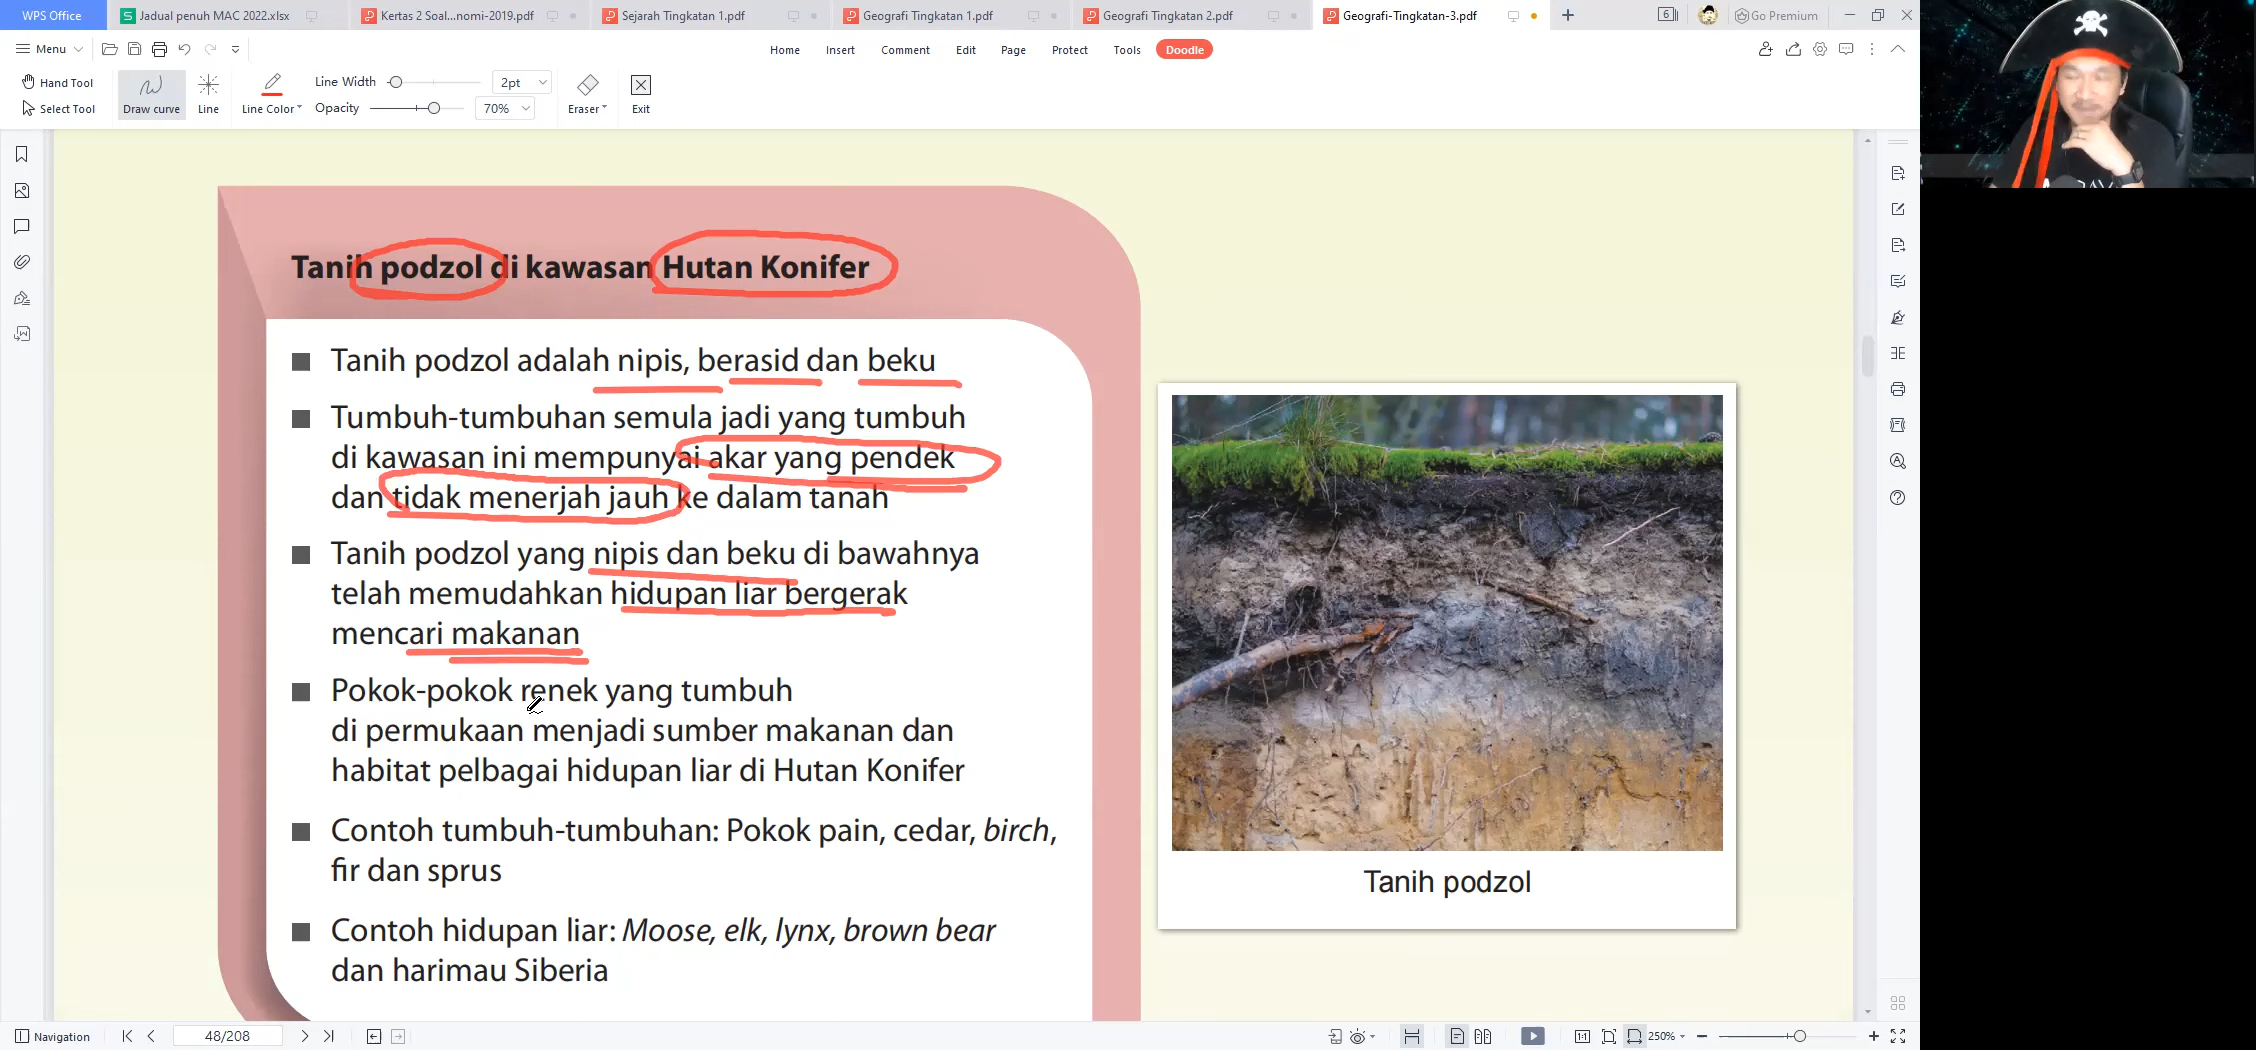 WPS Office
Jadual penuh MAC 2022.xlsx
Kertas 2 Soal...nomi-2019.pdf
Sejarah Tingkatan 1.pdf
Geografi Tingkatan 1.pdf
Geografi Tingkatan 2.pdf
Geografi-Tingkatan-3.pdf
6
Go Premium
Menu
Home
Insert
Comment
Edit
Page
Protect
Tools
Doodle
Hand Tool
Select Tool
Draw curve
Line
Line Color
Line Width
2pt
Opacity
70%
Eraser
Exit
Tanih podzol di kawasan Hutan Konifer
Tanih podzol adalah nipis, berasid dan beku
Tumbuh-tumbuhan semula jadi yang tumbuh
di kawasan ini mempunyai akar yang pendek
dan tidak menerjah jauh ke dalam tanah
Tanih podzol yang nipis dan beku di bawahnya
telah memudahkan hidupan liar bergerak
mencari makanan
Pokok-pokok renek yang tumbuh
di permukaan menjadi sumber makanan dan
habitat pelbagai hidupan liar di Hutan Konifer
Contoh tumbuh-tumbuhan: Pokok pain, cedar, birch,
fir dan sprus
Contoh hidupan liar: Moose, elk, lynx, brown bear
dan harimau Siberia
Tanih podzol
Navigation
48/208
1:1
250%